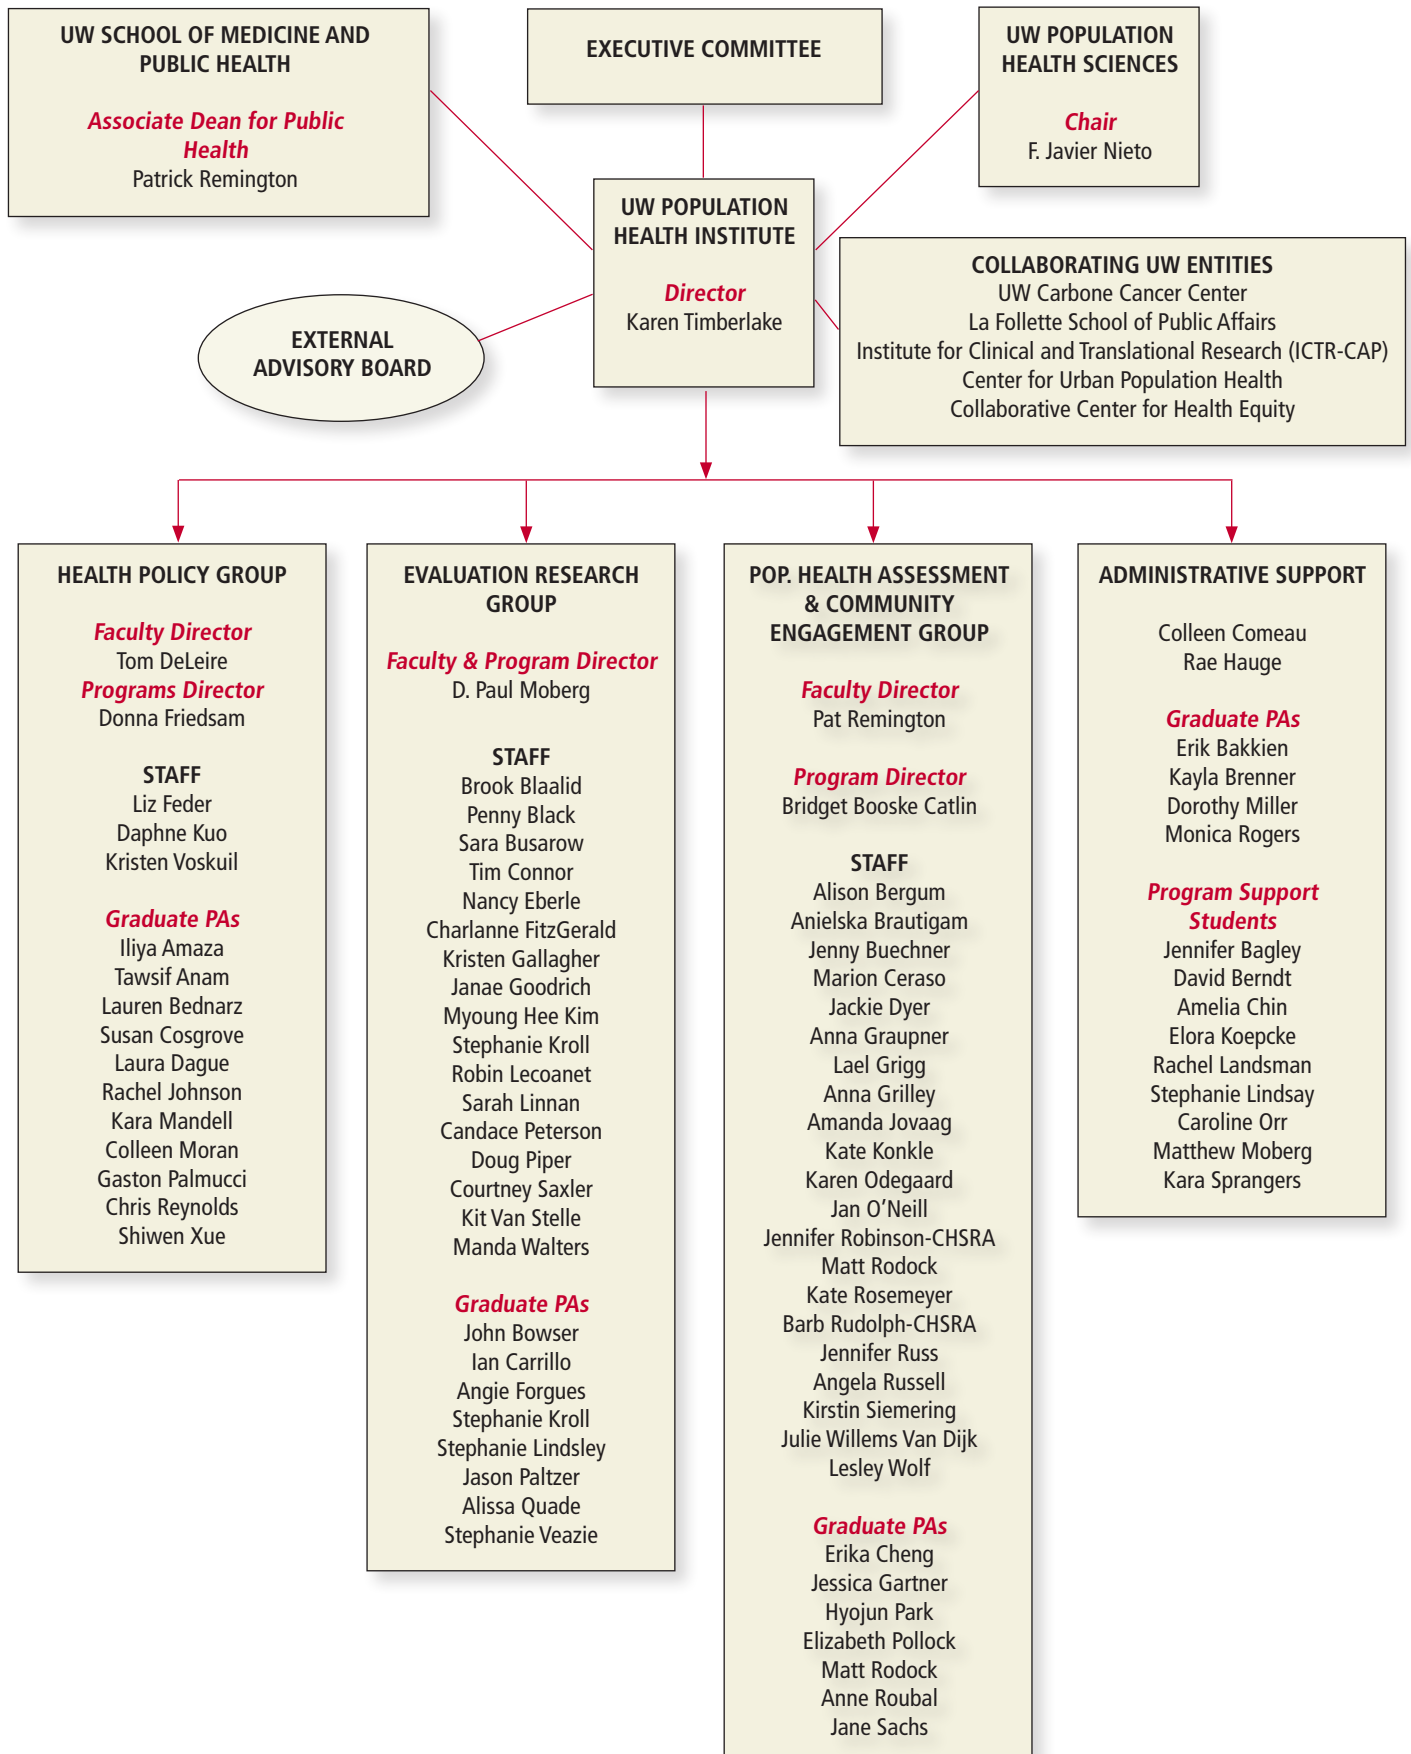 UW SCHOOL OF MEDICINE AND
PUBLIC HEALTH
Associate Dean for Public
Health
Patrick Remington
EXECUTIVE COMMITTEE
UW POPULATION
HEALTH SCIENCES
Chair
F. Javier Nieto
UW POPULATION
HEALTH INSTITUTE
Director
Karen Timberlake
EXTERNAL
ADVISORY BOARD
COLLABORATING UW ENTITIES
UW Carbone Cancer Center
La Follette School of Public Affairs
Institute for Clinical and Translational Research (ICTR-CAP)
Center for Urban Population Health
Collaborative Center for Health Equity
HEALTH POLICY GROUP
Faculty Director
Tom DeLeire
Programs Director
Donna Friedsam
STAFF
Liz Feder
Daphne Kuo
Kristen Voskuil
Graduate PAs
Iliya Amaza
Tawsif Anam
Lauren Bednarz
Susan Cosgrove
Laura Dague
Rachel Johnson
Kara Mandell
Colleen Moran
Gaston Palmucci
Chris Reynolds
Shiwen Xue
EVALUATION RESEARCH
GROUP
Faculty & Program Director
D. Paul Moberg
STAFF
Brook Blaalid
Penny Black
Sara Busarow
Tim Connor
Nancy Eberle
Charlanne FitzGerald
Kristen Gallagher
Janae Goodrich
Myoung Hee Kim
Stephanie Kroll
Robin Lecoanet
Sarah Linnan
Candace Peterson
Doug Piper
Courtney Saxler
Kit Van Stelle
Manda Walters
Graduate PAs
John Bowser
Ian Carrillo
Angie Forgues
Stephanie Kroll
Stephanie Lindsley
Jason Paltzer
Alissa Quade
Stephanie Veazie
POP. HEALTH ASSESSMENT
& COMMUNITY
ENGAGEMENT GROUP
Faculty Director
Pat Remington
Program Director
Bridget Booske Catlin
STAFF
Alison Bergum
Anielska Brautigam
Jenny Buechner
Marion Ceraso
Jackie Dyer
Anna Graupner
Lael Grigg
Anna Grilley
Amanda Jovaag
Kate Konkle
Karen Odegaard
Jan O’Neill
Jennifer Robinson-CHSRA
Matt Rodock
Kate Rosemeyer
Barb Rudolph-CHSRA
Jennifer Russ
Angela Russell
Kirstin Siemering
Julie Willems Van Dijk
Lesley Wolf
Graduate PAs
Erika Cheng
Jessica Gartner
Hyojun Park
Elizabeth Pollock
Matt Rodock
Anne Roubal
Jane Sachs
ADMINISTRATIVE SUPPORT
Colleen Comeau
Rae Hauge
Graduate PAs
Erik Bakkien
Kayla Brenner
Dorothy Miller
Monica Rogers
Program Support
Students
Jennifer Bagley
David Berndt
Amelia Chin
Elora Koepcke
Rachel Landsman
Stephanie Lindsay
Caroline Orr
Matthew Moberg
Kara Sprangers